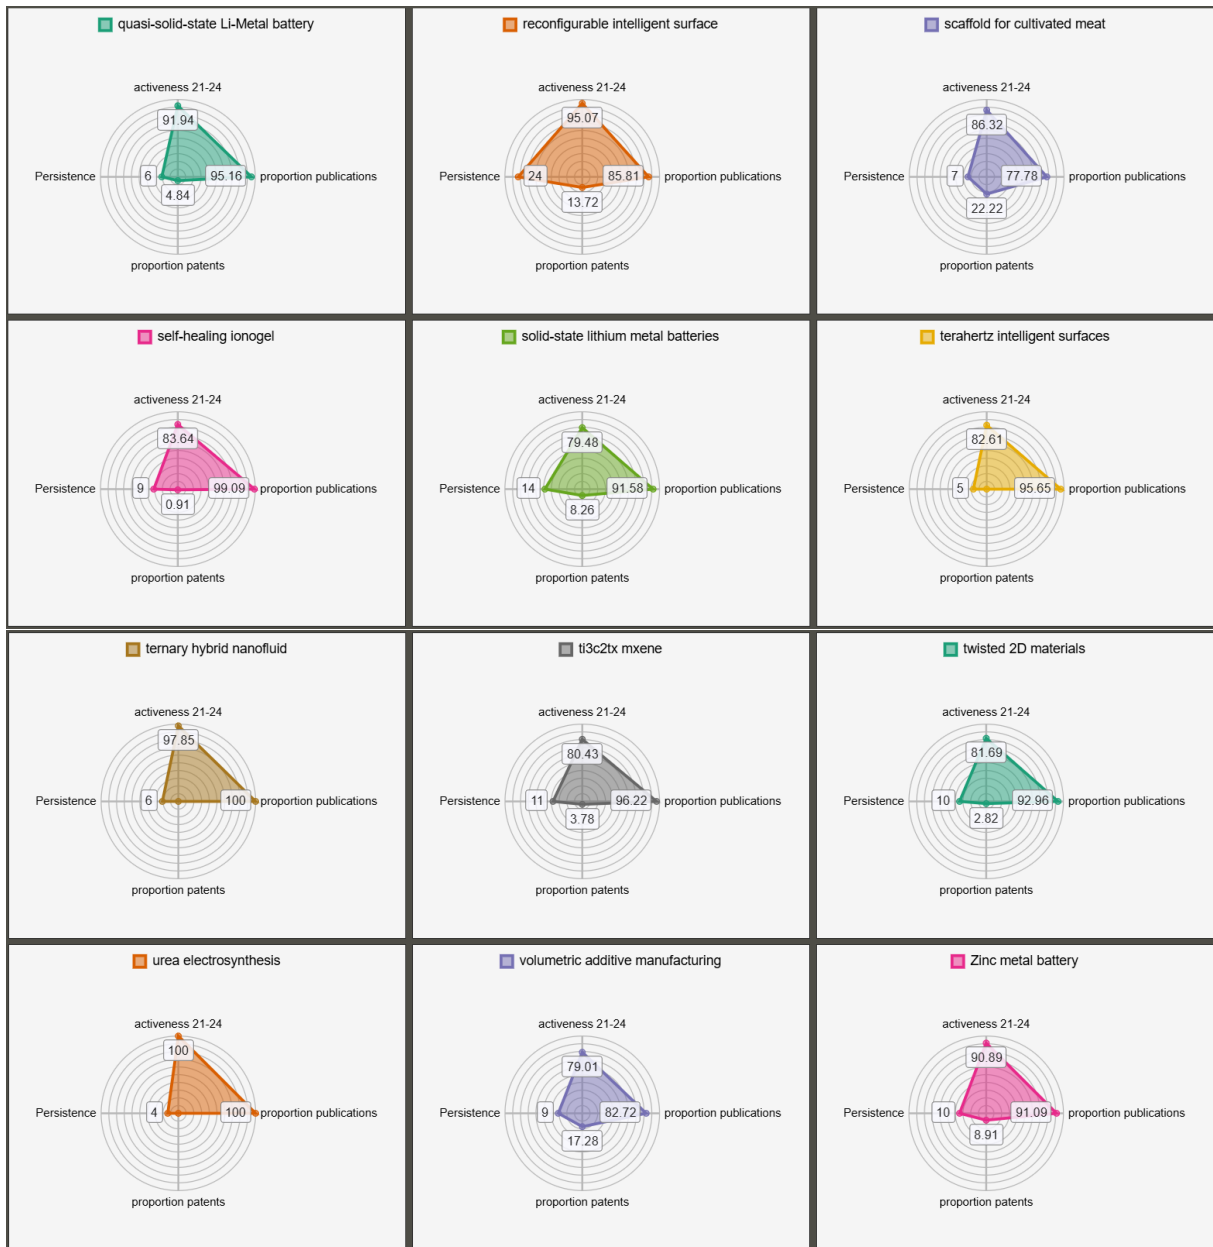 quasi-solid-state Li-Metal battery
activeness 21-24
91.94
Persistence 6 95.16 proportion publications
4.84
proportion patents
reconfigurable intelligent surface
activeness 21-24
95.07
Persistence 24 85.81 proportion publications
13.72
proportion patents
scaffold for cultivated meat
activeness 21-24
86.32
Persistence 7 77.78 proportion publications
22.22
proportion patents
self-healing ionogel
activeness 21-24
83.64
Persistence 9 99.09 proportion publications
0.91
proportion patents
solid-state lithium metal batteries
activeness 21-24
79.48
Persistence 14 91.58 proportion publications
8.26
proportion patents
terahertz intelligent surfaces
activeness 21-24
82.61
Persistence 5 95.65 proportion publications
proportion patents
ternary hybrid nanofluid
activeness 21-24
97.85
Persistence 6 100 proportion publications
proportion patents
ti3c2tx mxene
activeness 21-24
80.43
Persistence 11 96.22 proportion publications
3.78
proportion patents
twisted 2D materials
activeness 21-24
81.69
Persistence 10 92.96 proportion publications
2.82
proportion patents
urea electrosynthesis
activeness 21-24
100
Persistence 4 100 proportion publications
proportion patents
volumetric additive manufacturing
activeness 21-24
79.01
Persistence 9 82.72 proportion publications
17.28
proportion patents
Zinc metal battery
activeness 21-24
90.89
Persistence 10 91.09 proportion publications
8.91
proportion patents